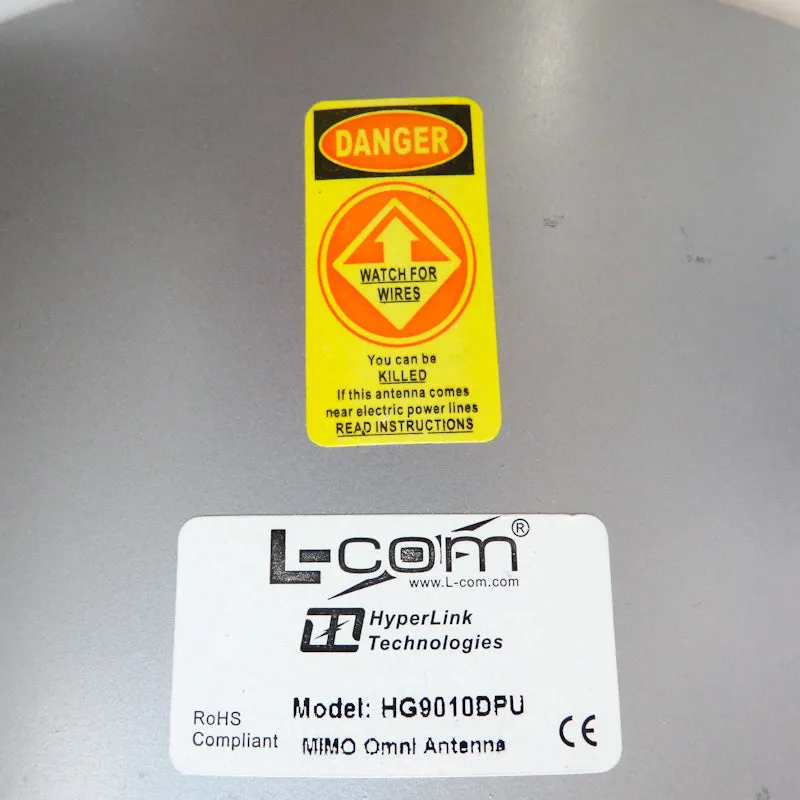 DANGER
WATCH FOR
WIRES
You can be
KILLED
If this antenna comes
near electric power lines
READ INSTRUCTIONS
L-com®
www.L-com.com
HyperLink
Technologies
Model: HG9010DPU
RoHS
Compliant
MIMO Omni Antenna
CE